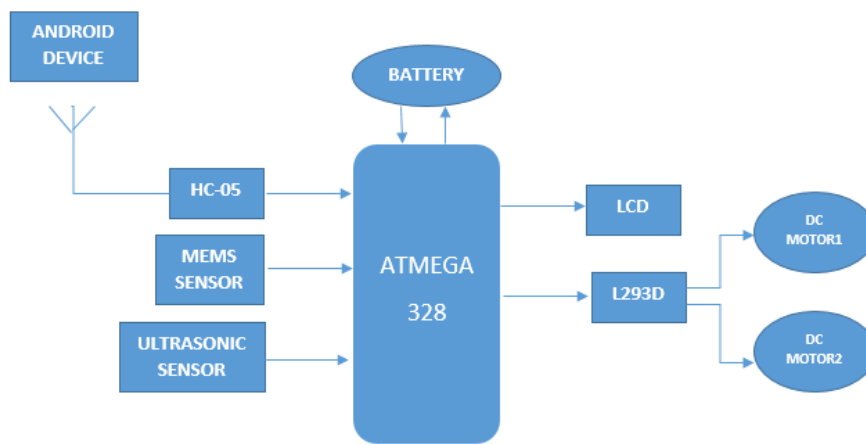 ANDROID
DEVICE
BATTERY
HC-05
MEMS
SENSOR
ULTRASONIC
SENSOR
ATMEGA
328
LCD
L293D
DC
MOTOR1
DC
MOTOR2